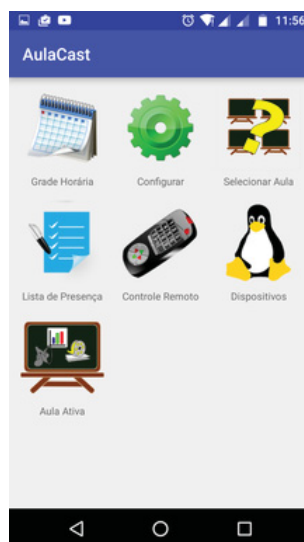 11:56
AulaCast
Grade Horária
Configurar
Selecionar Aula
Lista de Presença
Controle Remoto
Dispositivos
Aula Ativa